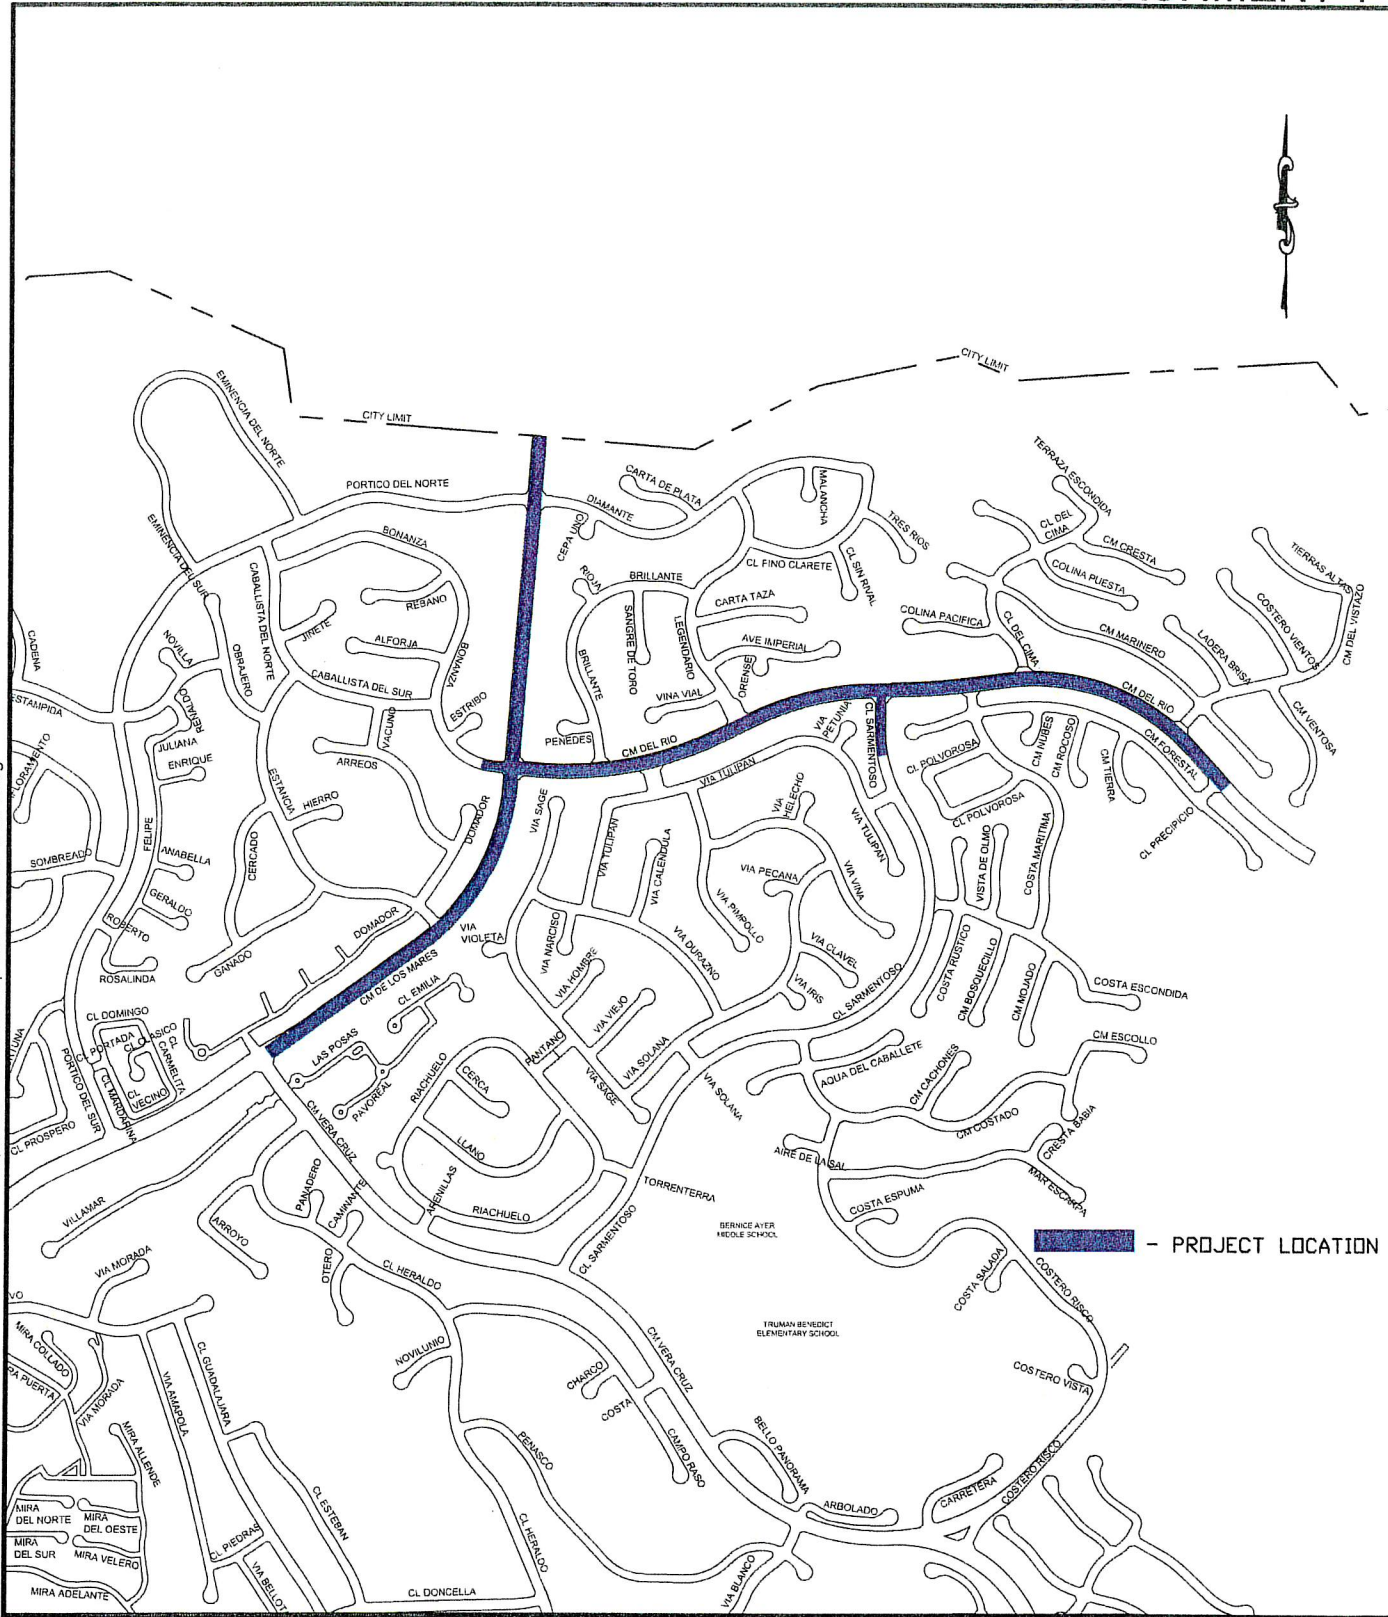 CITY LIMIT
CITY LIMIT
EMINENCIA DEL NORTE
PORTICO DEL NORTE
EMINENCIA DEL SUR
BONANZA
CABALLISTA DEL NORTE
REBANO
JINETE
ALFORJA
BONANZA
NOVILLA
OBRAJERO
CABALLISTA DEL SUR
ESTRIBO
CADENA
ESTAMPIDA
RENALDO
JULIANA
ENRIQUE
VACUNO
ARREOS
ESTANCIA
HIERRO
DOMADOR
FELIPE
CERCADO
SOMBREADO
ANABELLA
GERALDO
ROBERTO
ROSALINDA
GANADO
DOMADOR
CM DE LOS MARES
CARTA DE PLATA
DIAMANTE
CEPA UNO
MALANCHA
TRES RIOS
RIOJA
BRILLANTE
CL FINO CLARETE
CL SIN RIVAL
SANGRE DE TORO
LEGENDARIO
CARTA TAZA
AVE IMPERIAL
ORENSE
BRILLANTE
VINA VIAL
PENEDES
CM DEL RIO
TERRAZA ESCONDIDA
CL DEL
CIMA
CM CRESTA
COLINA PUESTA
COLINA PACIFICA
CL DEL CIMA
CM MARINERO
TIERRAS ALTAS
COSTERO VIENTOS
LADERA BRISA
CM DEL VISTAZO
CM DEL RIO
CM VENTOSA
CM FORESTAL
CL PRECIPICIO
VIA
PETUNIA
CL SARMENTOSO
CL POLVOROSA
CM NUBES
CM ROCOSO
CM TIERRA
CL POLVOROSA
VIA TULIPAN
VIA SAGE
VIA
HELECHO
VIA TULIPAN
VIA TULIPAN
VIA CALENDULA
VIA PECANA
VIA VINA
VISTA DE OLMO
COSTA MARITIMA
VIA PIMPOLLO
VIA
VIOLETA
VIA NARCISO
VIA DURAZNO
VIA CLAVEL
VIA HOMBRE
VIA IRIS
CL SARMENTOSO
COSTA RUSTICO
CM BOSQUECILLO
CM MOJADO
COSTA ESCONDIDA
CL EMILIA
VIA VIEJO
LAS POSAS
PANTANO
VIA SOLANA
PAVOREAL
RIACHUELO
CERCA
VIA SAGE
VIA SOLANA
AQUA DEL CABALLETE
CM CACHONES
CM ESCOLLO
CM COSTADO
CRESTA BABIA
CL DOMINGO
CL PORTADA
CL CLASICO
CL
CARMELITA
CL
VECINO
CL MARDARINA
PORTICO DEL SUR
CL PROSPERO
CM VERA CRUZ
LLANO
ARENILLAS
RIACHUELO
TORRENTERRA
AIRE DE LA SAL
MAR ESCARPA
COSTA ESPUMA
BERNICE AYER
MIDDLE SCHOOL
- PROJECT LOCATION
VILLAMAR
PANADERO
CAMINANTE
ARROYO
OTERO
CL SARMENTOSO
VIA MORADA
CL HERALDO
COSTA SALADA
COSTERO RISCO
TRUMAN BENEDICT
ELEMENTARY SCHOOL
MIRA COLLADO
NOVILUNIO
CM VERA CRUZ
COSTERO VISTA
CL GUADALAJARA
VIA AMAPOLA
VIA MORADA
CHARCO
COSTA
MIRA ALLENDE
PENASCO
CAMPO RASO
BELLO PANORAMA
COSTERO RISCO
CARRETERA
ARBOLADO
MIRA
DEL NORTE
MIRA
DEL OESTE
MIRA
DEL SUR
MIRA VELERO
MIRA ADELANTE
CL ESTEBAN
CL PIEDRAS
CL HERALDO
CL DONCELLA
VIA BLANCO